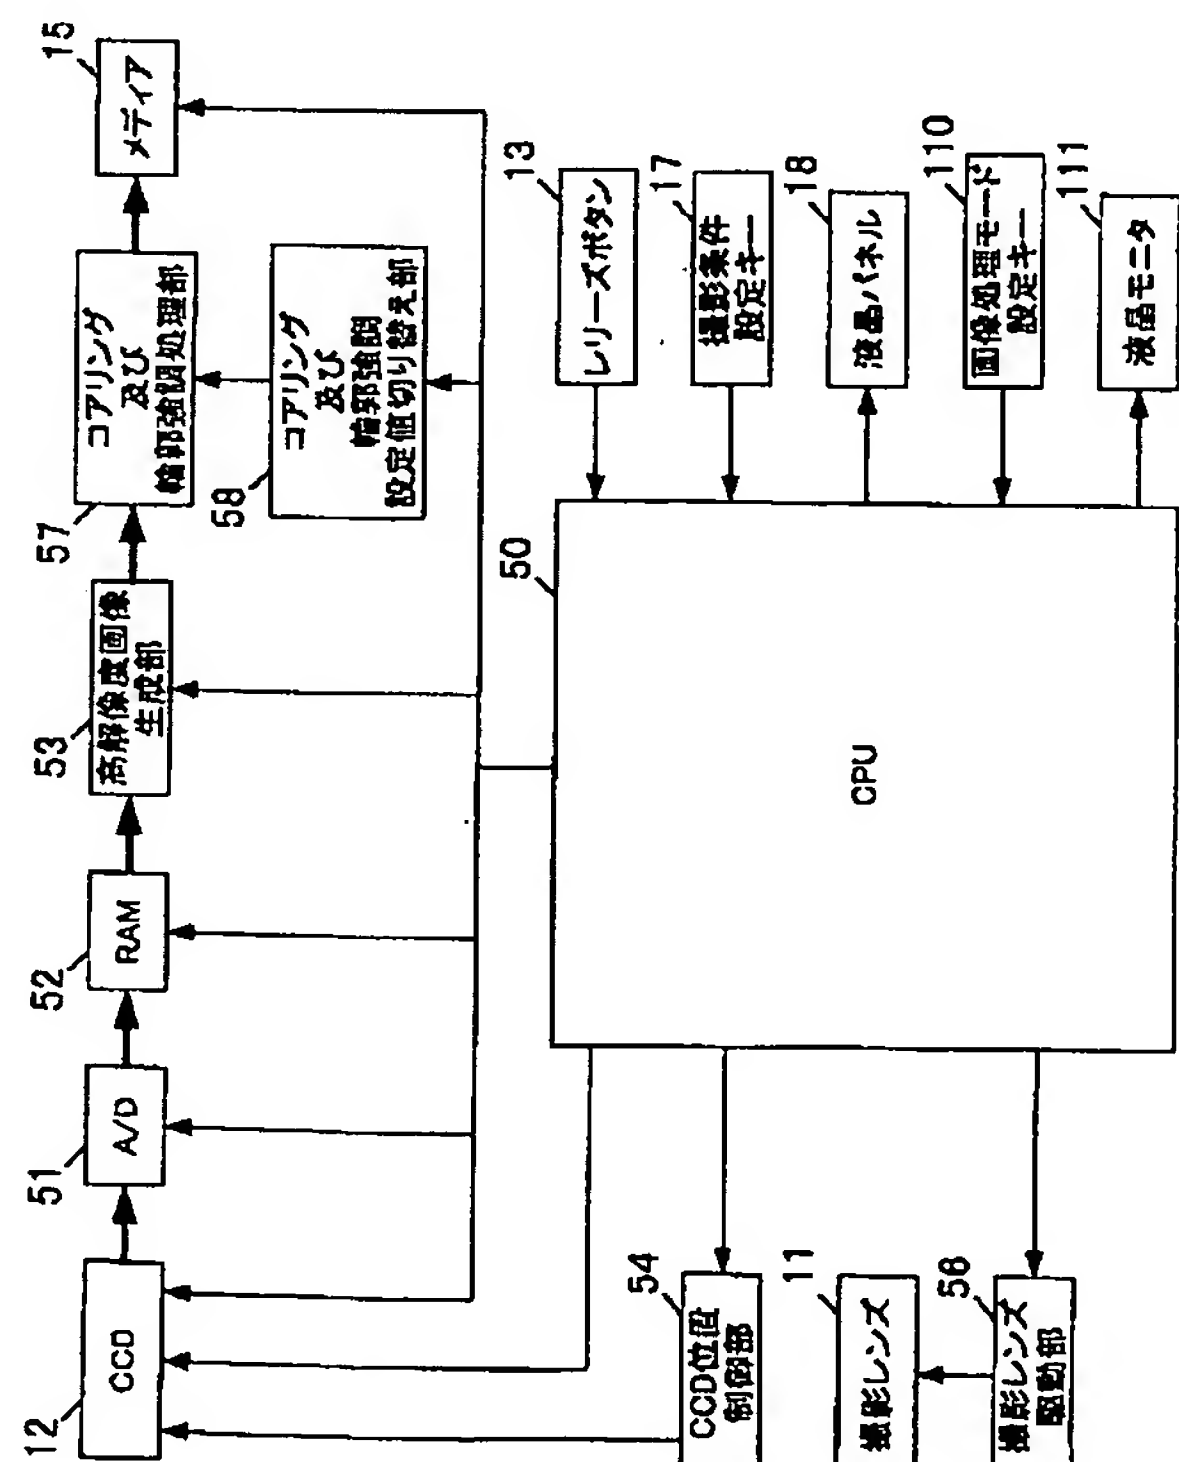 12
CCD
51
A/D
52
RAM
53
高解像度画像
生成部
57
コアリング
及び
輪郭強調処理部
15
メディア
58
コアリング
及び
輪郭強調
設定値切り替え部
50
CPU
13
レリーズボタン
17
撮影条件
設定キー
18
液晶パネル
110
画像処理モード
設定キー
111
液晶モニタ
54
CCD位置
制御部
11
撮影レンズ
56
撮影レンズ
駆動部